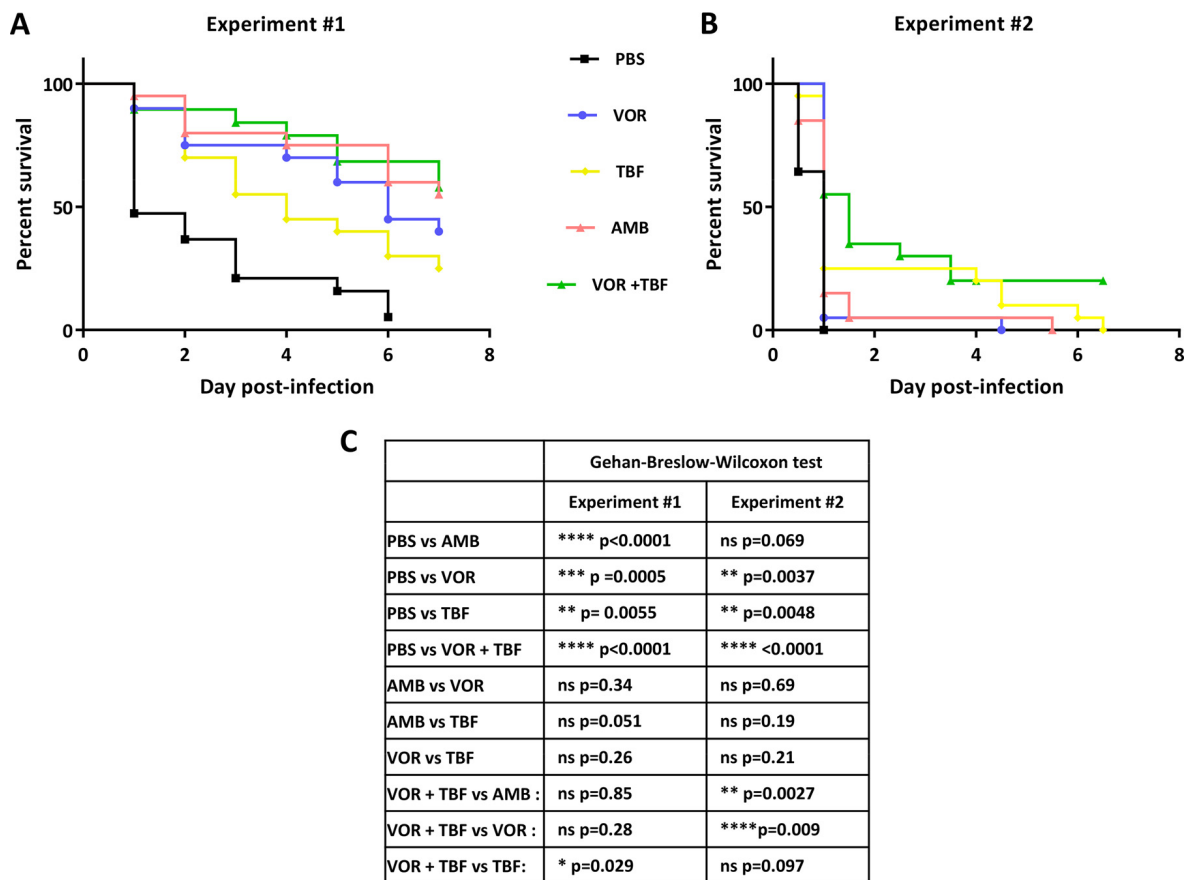 A
Experiment #1
B
Experiment #2
PBS
VOR
TBF
AMB
VOR +TBF
Percent survival
100
50
0
0 2 4 6 8
Day post-infection
Percent survival
100
50
0
0 2 4 6 8
Day post-infection
C
Gehan-Breslow-Wilcoxon test
Experiment #1 Experiment #2
PBS vs AMB **** p<0.0001 ns p=0.069
PBS vs VOR *** p =0.0005 ** p=0.0037
PBS vs TBF ** p= 0.0055 ** p=0.0048
PBS vs VOR + TBF **** p<0.0001 **** <0.0001
AMB vs VOR ns p=0.34 ns p=0.69
AMB vs TBF ns p=0.051 ns p=0.19
VOR vs TBF ns p=0.26 ns p=0.21
VOR + TBF vs AMB : ns p=0.85 ** p=0.0027
VOR + TBF vs VOR : ns p=0.28 ****p=0.009
VOR + TBF vs TBF: * p=0.029 ns p=0.097